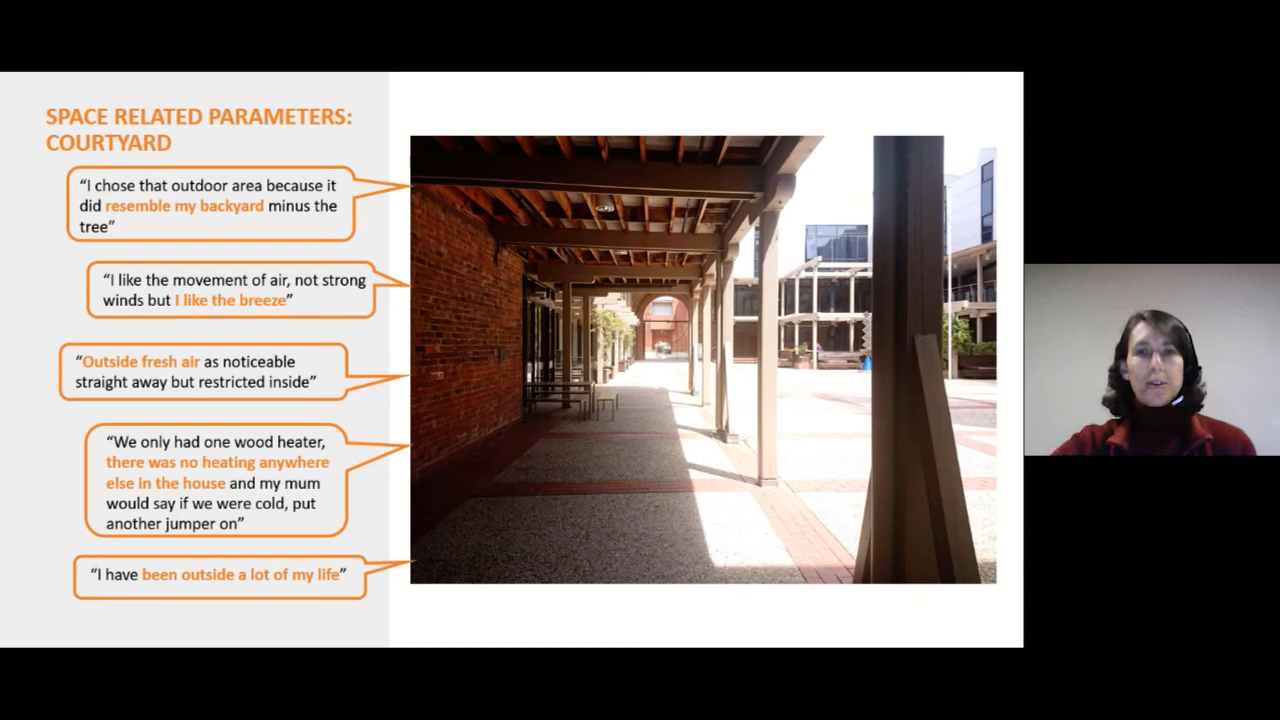 SPACE RELATED PARAMETERS:
COURTYARD
“I chose that outdoor area because it
did resemble my backyard minus the
tree”
“I like the movement of air, not strong
winds but I like the breeze”
“Outside fresh air as noticeable
straight away but restricted inside”
“We only had one wood heater,
there was no heating anywhere
else in the house and my mum
would say if we were cold, put
another jumper on”
“I have been outside a lot of my life”